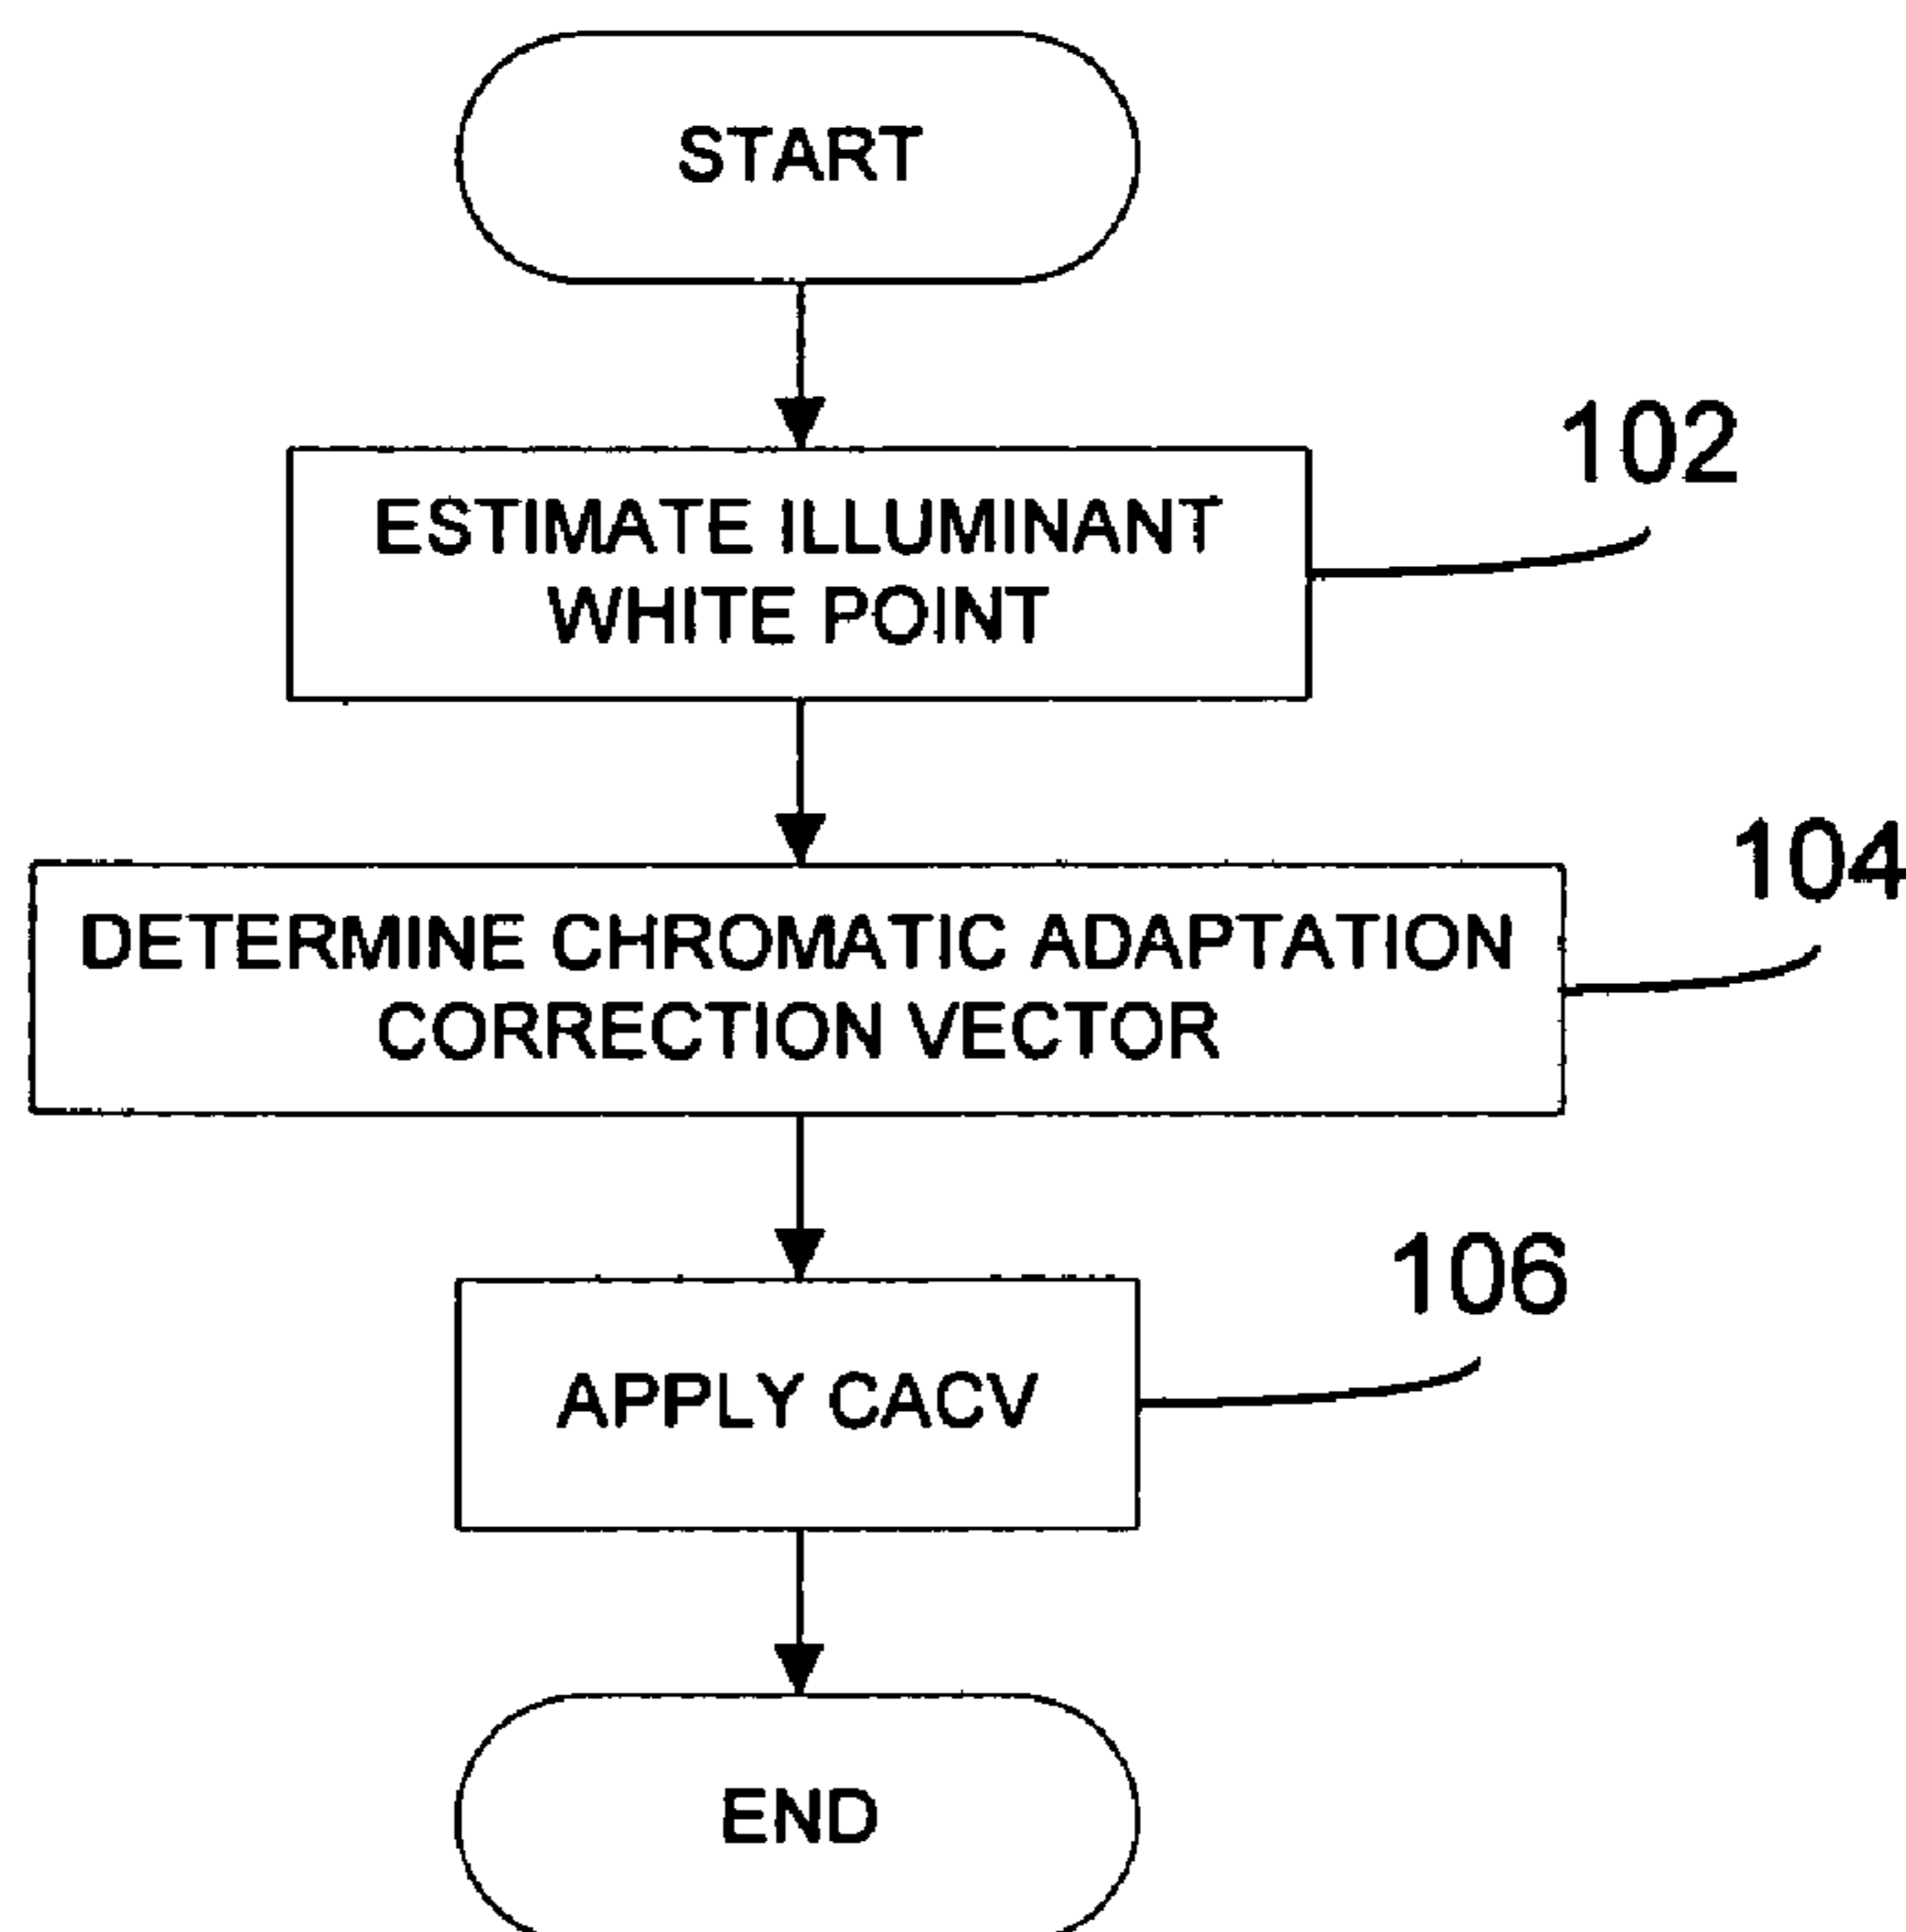 START
102
ESTIMATE ILLUMINANT
WHITE POINT
104
DETERMINE CHROMATIC ADAPTATION
CORRECTION VECTOR
106
APPLY CACV
END